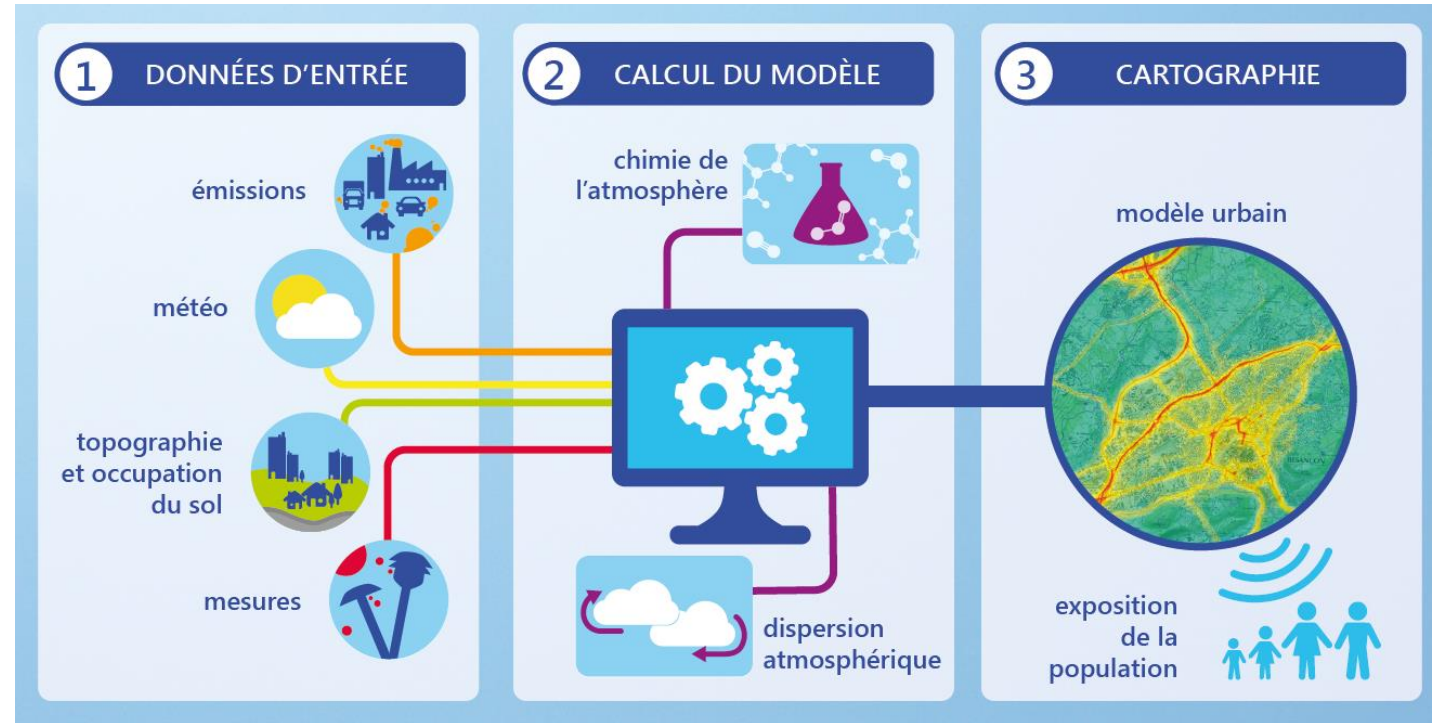 1 DONNÉES D'ENTRÉE
émissions
météo
topographie
et occupation
du sol
mesures
2 CALCUL DU MODÈLE
chimie de
l'atmosphère
dispersion
atmosphérique
3 CARTOGRAPHIE
modèle urbain
BESANÇON
exposition
de la
population